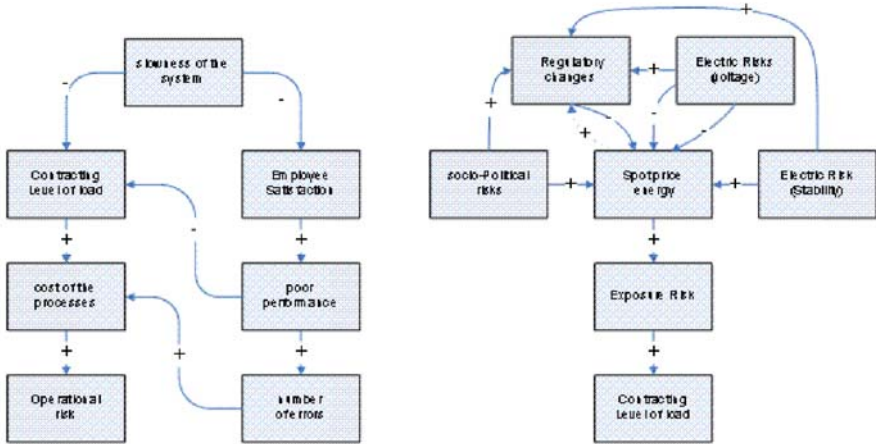 slowness of the
system
-
-
Contracting
Level of load
Employee
Satisfaction
+
-
+
cost of the
processes
poor
performance
+
+
+
Operational
risk
number
of errors
+
Regulatory
changes
Electric Risks
(voltage)
+
+
-
-
-
+
socio-Political
risks
Spot price
energy
Electric Risk
(Stability)
+
+
+
Exposure Risk
+
Contracting
Level of load